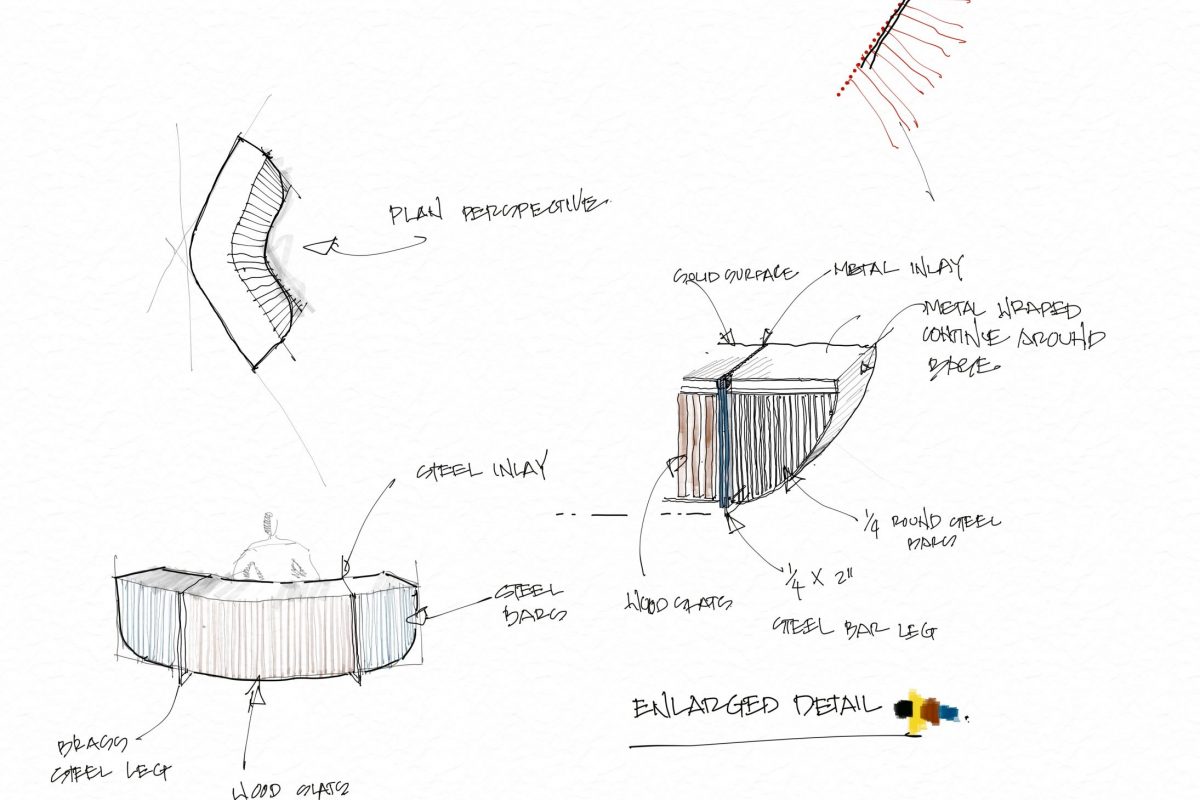 PLAN PERSPECTIVE
SOLID SURFACE
METAL INLAY
METAL WRAPED
CONTINUE AROUND
BASE
STEEL INLAY
STEEL
BARS
1/4 ROUND STEEL
BARS
1/4 X 2"
STEEL BAR LEG
WOOD SLATS
ENLARGED DETAIL
BRASS
STEEL LEG
WOOD SLATS